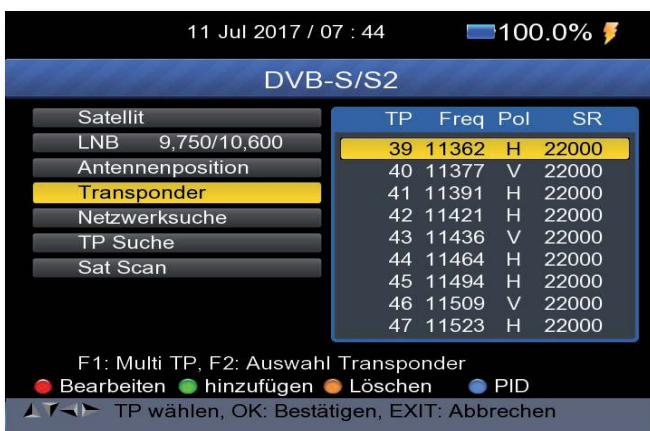 11 Jul 2017 / 07 : 44 100.0%
DVB-S/S2
Satellit
LNB 9,750/10,600
Antennenposition
Transponder
Netzwerksuche
TP Suche
Sat Scan
TP Freq Pol SR
39 11362 H 22000
40 11377 V 22000
41 11391 H 22000
42 11421 H 22000
43 11436 V 22000
44 11464 H 22000
45 11494 H 22000
46 11509 V 22000
47 11523 H 22000
F1: Multi TP, F2: Auswahl Transponder
Bearbeiten hinzufügen Löschen PID
TP wählen, OK: Bestätigen, EXIT: Abbrechen